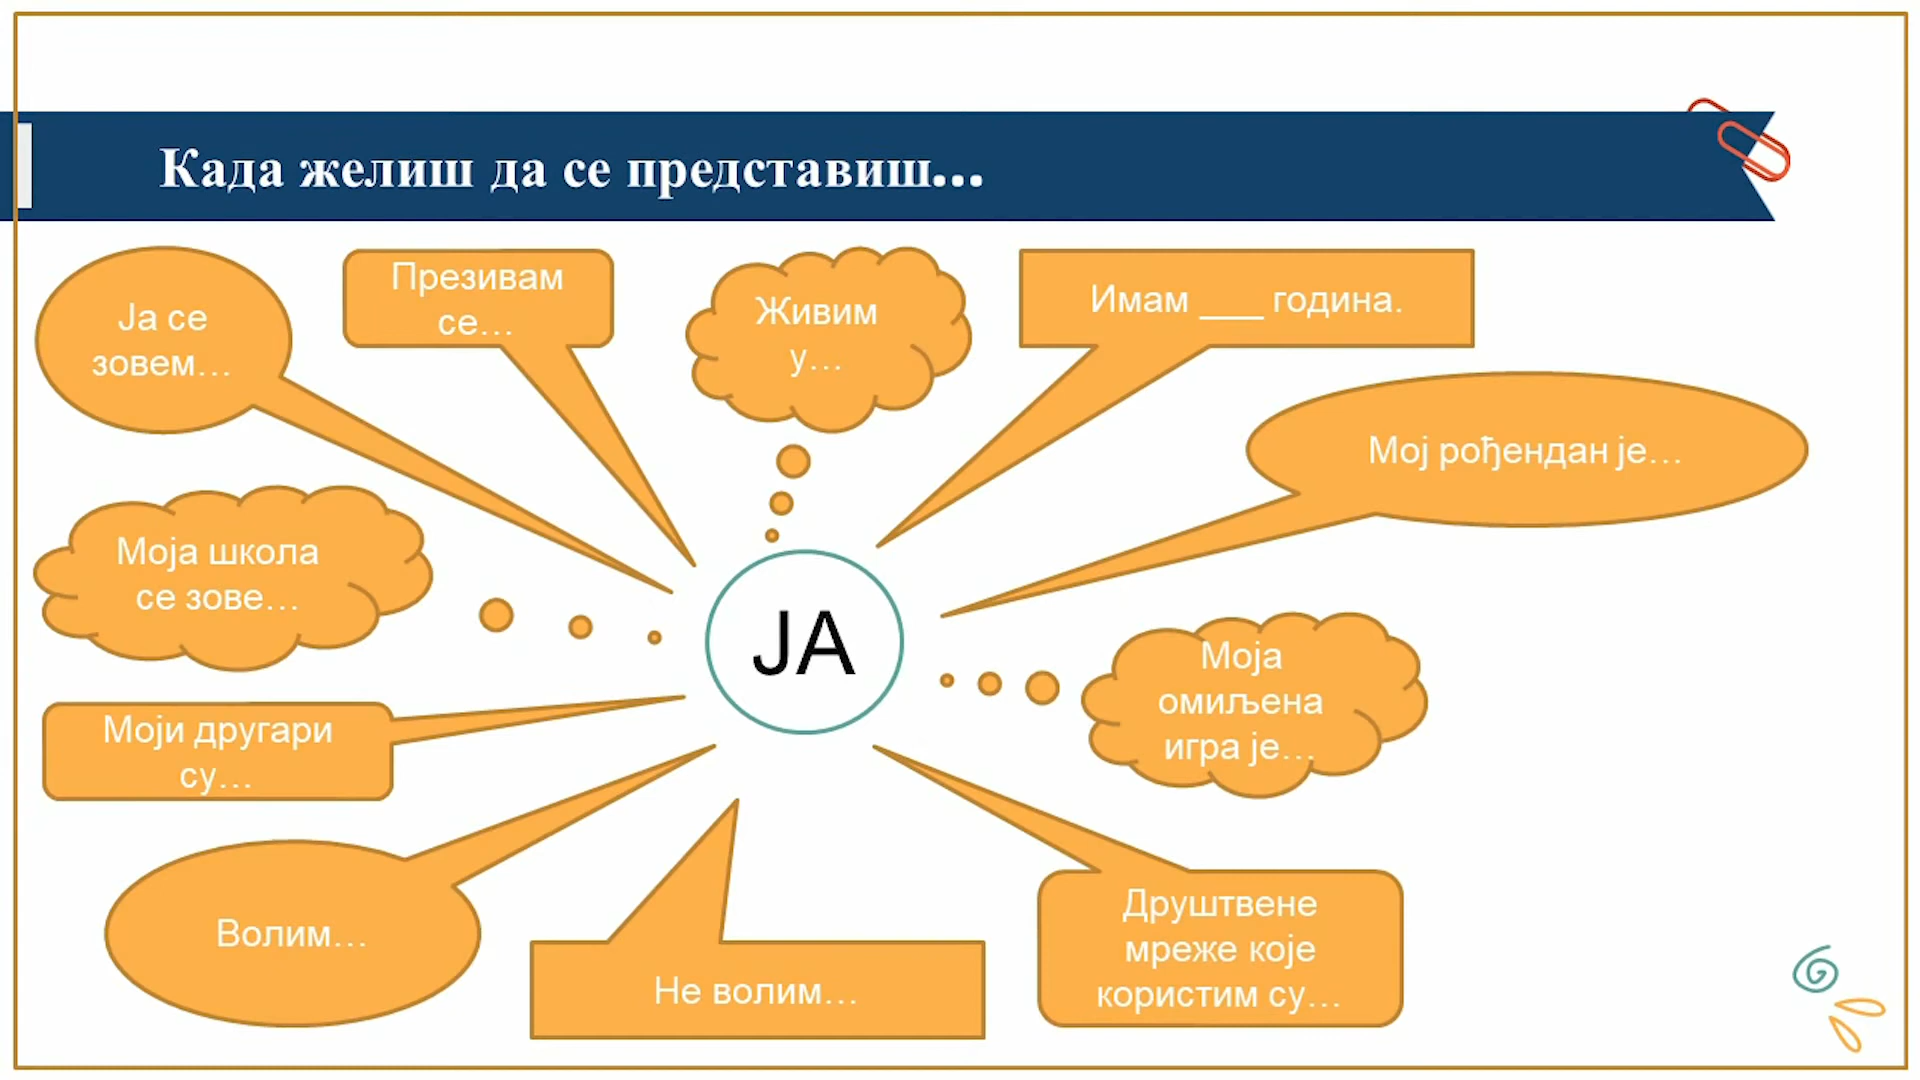 Када желиш да се представиш...
Ја се
зовем...
Презивам
се...
Живим
у...
Имам ___ година.
Мој рођендан је...
Моја школа
се зове...
ЈА
Моја
омиљена
игра је...
Моји другари
су...
Волим...
Не волим...
Друштвене
мреже које
користим су...